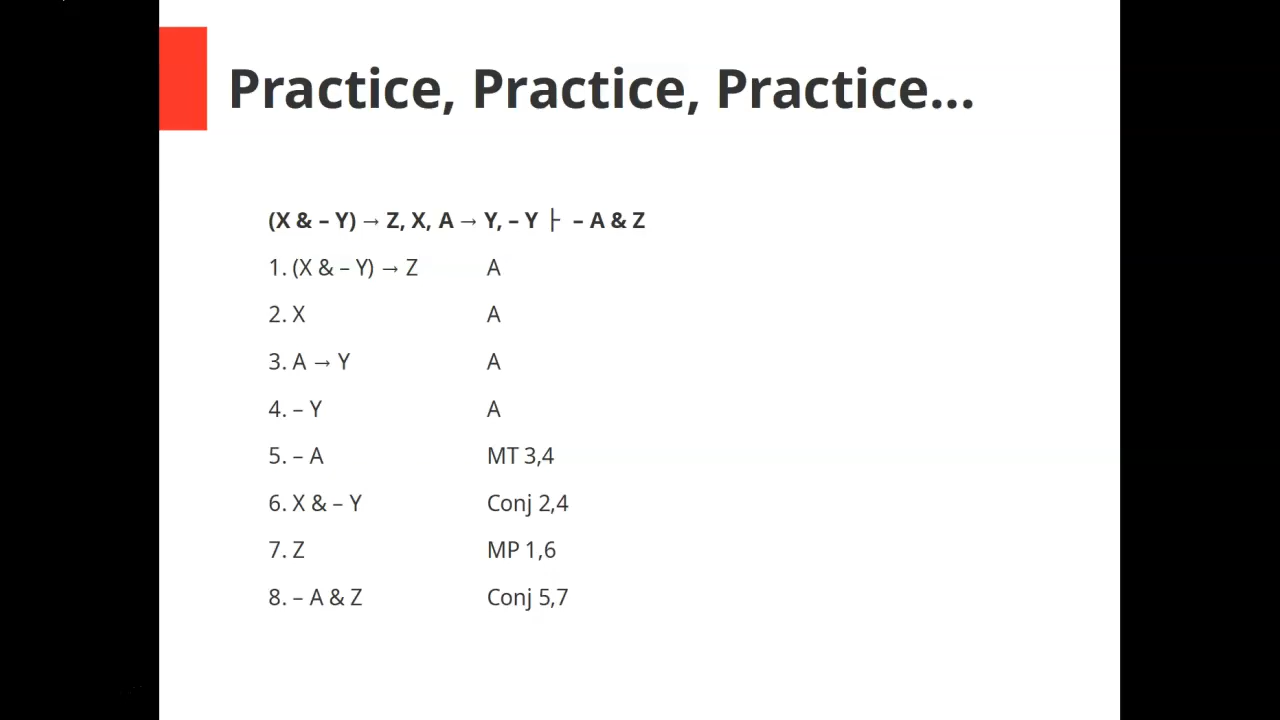 Practice, Practice, Practice...
(X & – Y) → Z, X, A → Y, – Y ├ – A & Z
1. (X & – Y) → Z A
2. X A
3. A → Y A
4. – Y A
5. – A MT 3,4
6. X & – Y Conj 2,4
7. Z MP 1,6
8. – A & Z Conj 5,7